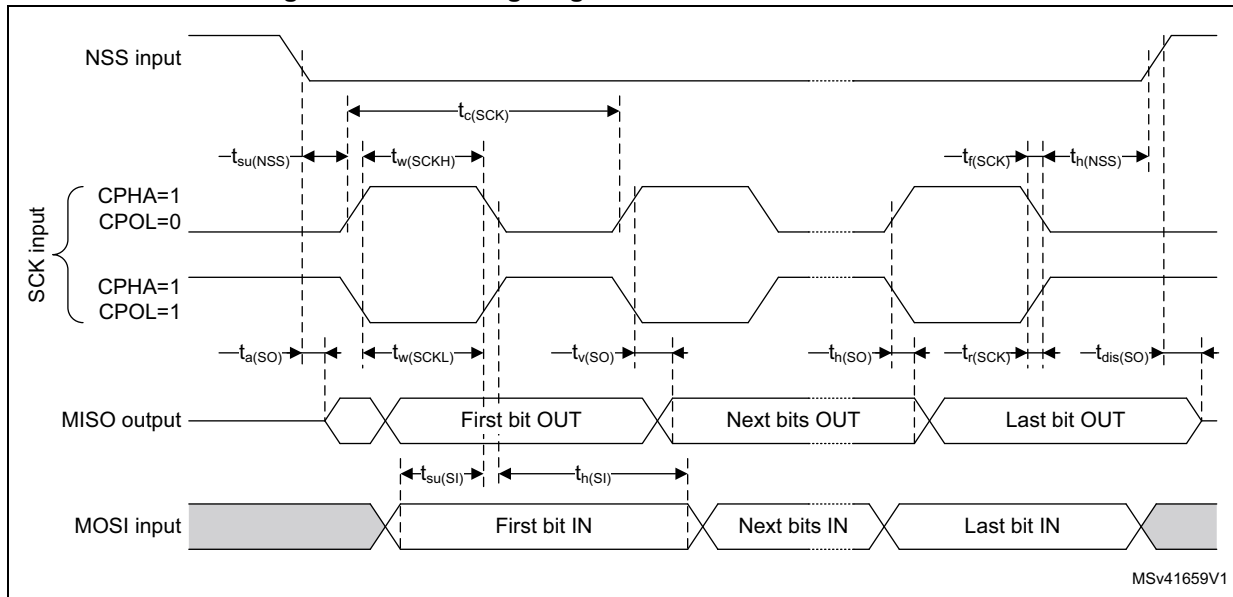 NSS input
tc(SCK)
tsu(NSS) tw(SCKH) tf(SCK) th(NSS)
CPHA=1
CPOL=0
SCK input
CPHA=1
CPOL=1
ta(SO) tw(SCKL) tv(SO) th(SO) tr(SCK) tdis(SO)
MISO output First bit OUT Next bits OUT Last bit OUT
tsu(SI) th(SI)
MOSI input First bit IN Next bits IN Last bit IN
MSv41659V1